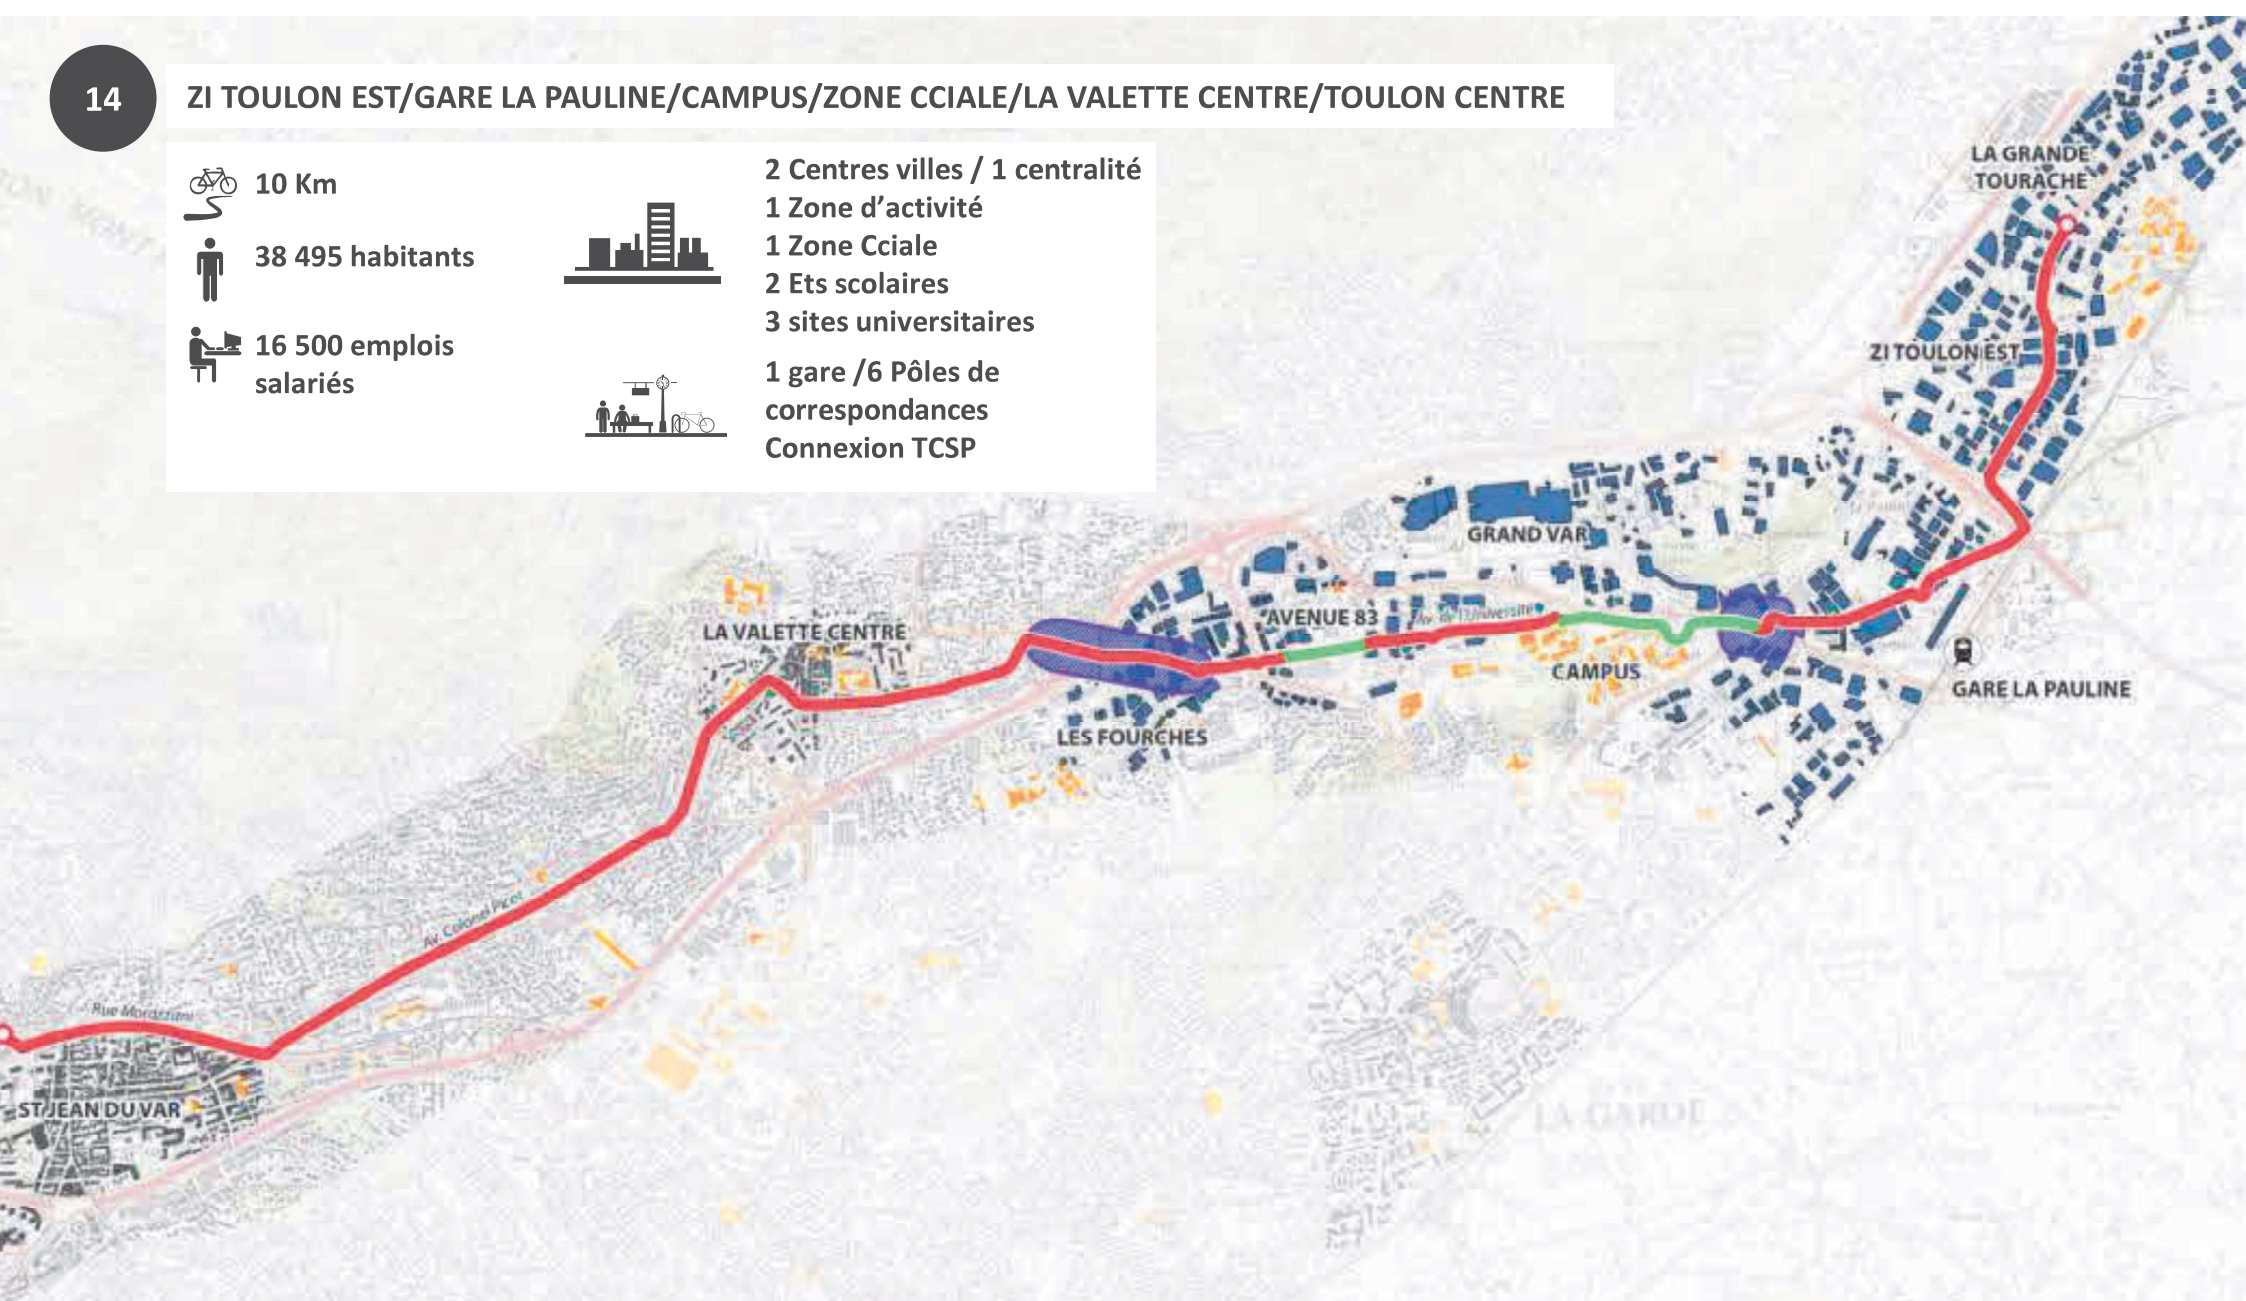 14
ZI TOULON EST/GARE LA PAULINE/CAMPUS/ZONE CCIALE/LA VALETTE CENTRE/TOULON CENTRE
10 Km
38 495 habitants
16 500 emplois
salariés
2 Centres villes / 1 centralité
1 Zone d’activité
1 Zone Cciale
2 Ets scolaires
3 sites universitaires
1 gare /6 Pôles de
correspondances
Connexion TCSP
LA GRANDE
TOURACHE
ZI TOULON EST
GRAND VAR
AVENUE 83
Av. de l'Université
LA VALETTE CENTRE
CAMPUS
GARE LA PAULINE
LES FOURCHES
Av. Colonel Picot
Rue
ST JEAN DU VAR
LA GARDE